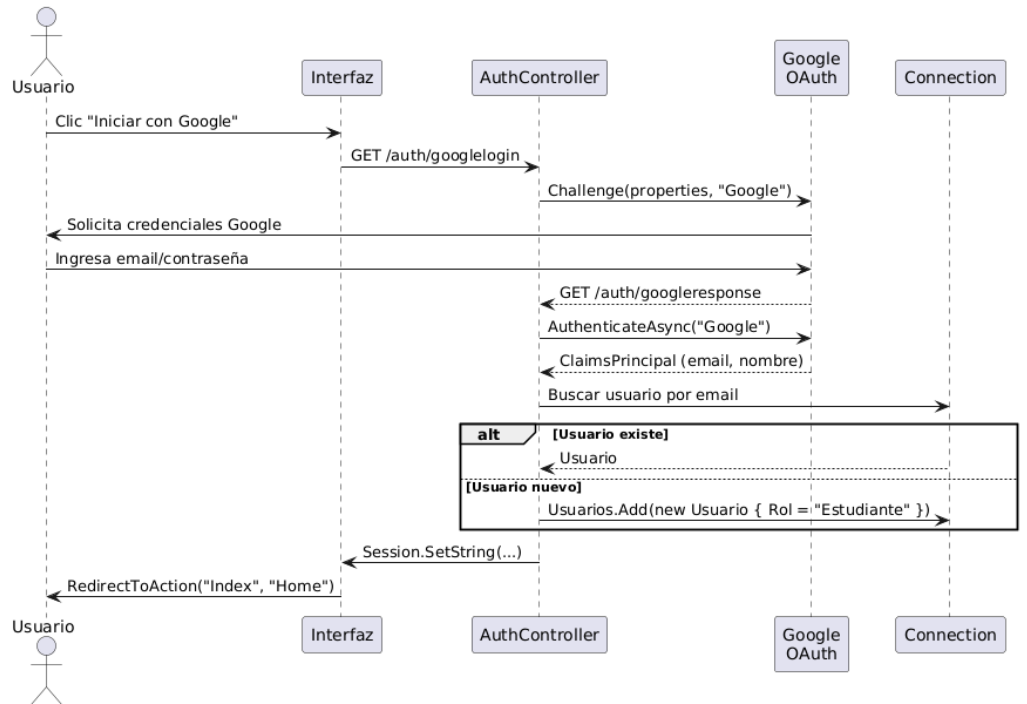 Usuario
Interfaz
AuthController
Google
OAuth
Connection
Clic "Iniciar con Google"
GET /auth/googlelogin
Challenge(properties, "Google")
Solicita credenciales Google
Ingresa email/contraseña
GET /auth/googleresponse
AuthenticateAsync("Google")
ClaimsPrincipal (email, nombre)
Buscar usuario por email
alt [Usuario existe]
Usuario
[Usuario nuevo]
Usuarios.Add(new Usuario { Rol = "Estudiante" })
Session.SetString(...)
RedirectToAction("Index", "Home")
Usuario
Interfaz
AuthController
Google
OAuth
Connection